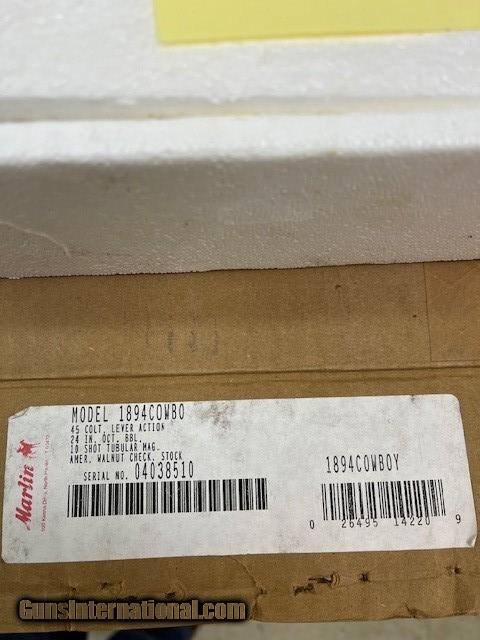 MODEL 1894COWBO
45 COLT. LEVER ACTION
24 IN. OCT. BBL.
10 SHOT TUBULAR MAG.
AMER. WALNUT CHECK. STOCK
SERIAL NO. 04038510
1894COWBOY
0 26495 14220 9
Marlin
GunsInternational.com